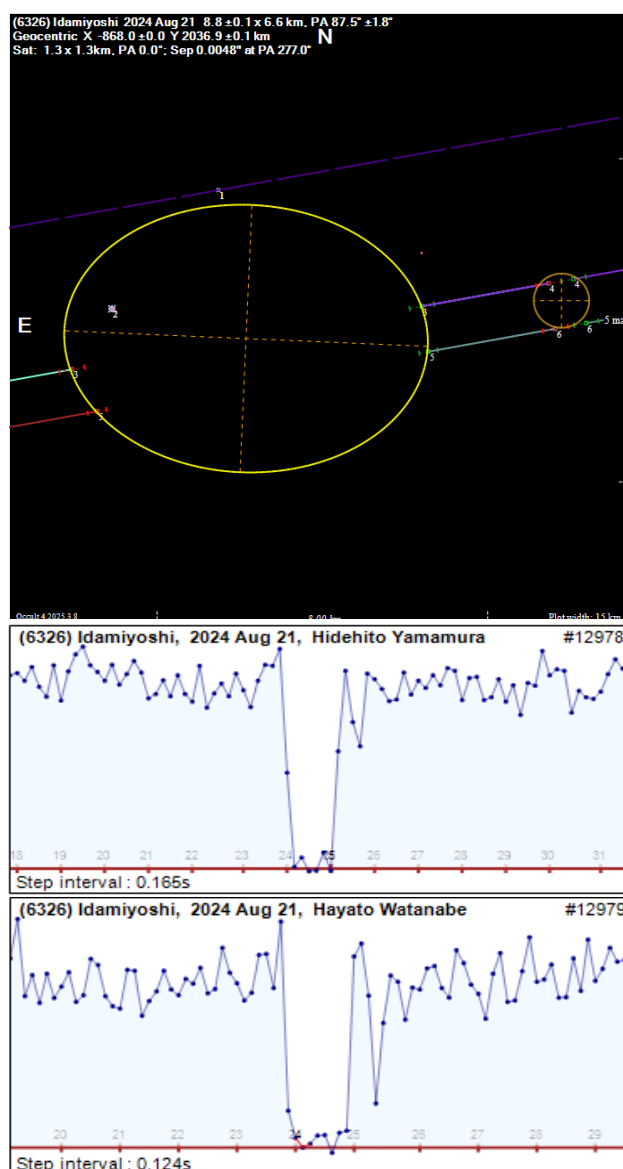 (6326) Idamiyoshi 2024 Aug 21  8.8 ±0.1 x 6.6 km, PA 87.5° ±1.8°
Geocentric X -868.0 ±0.0 Y 2036.9 ±0.1 km
N
Sat: 1.3 x 1.3km, PA 0.0°; Sep 0.0048" at PA 277.0°
1
2
E
4 4
3
5 ma
6 6
5
3
5
Occult 4.2025.3.8
Plot width: 15 km
(6326) Idamiyoshi, 2024 Aug 21, Hidehito Yamamura #12978
18 19 20 21 22 23 24 25 26 27 28 29 30 31
Step interval : 0.165s
(6326) Idamiyoshi, 2024 Aug 21, Hayato Watanabe #12979
20 21 22 23 24 25 26 27 28 29
Step interval : 0.124s